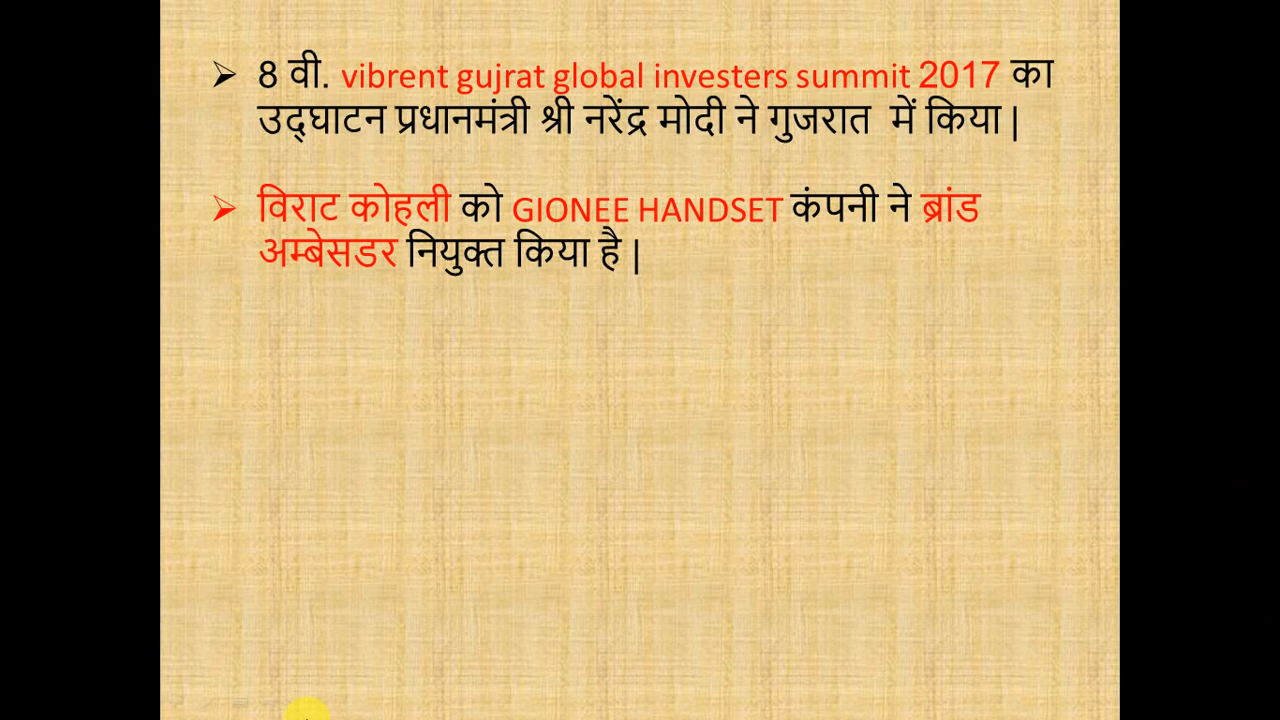 ➢ 8 वी. vibrent gujrat global investers summit 2017 का
उद्घाटन प्रधानमंत्री श्री नरेंद्र मोदी ने गुजरात में किया |
➢ विराट कोहली को GIONEE HANDSET कंपनी ने ब्रांड
अम्बेसडर नियुक्त किया है |